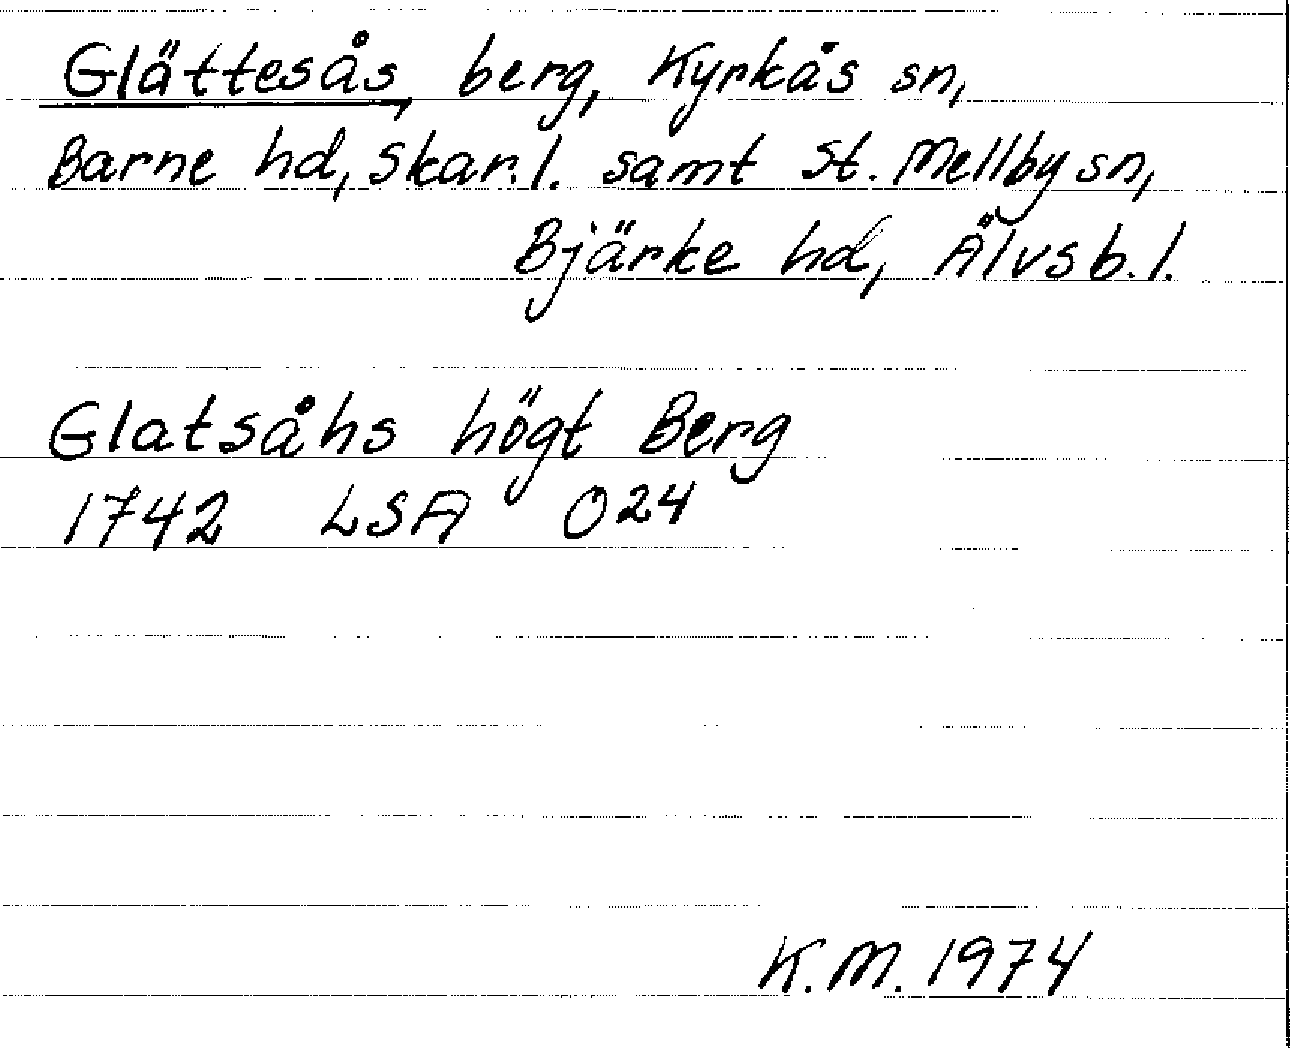 Glättesås, berg, Kyrkås sn,
Barne hd, Skar.l. samt St. Mellby sn,
Bjärke hd, Älvsb.l.
Glatsåhs högt Berg
1742 LSA O24
K.M. 1974